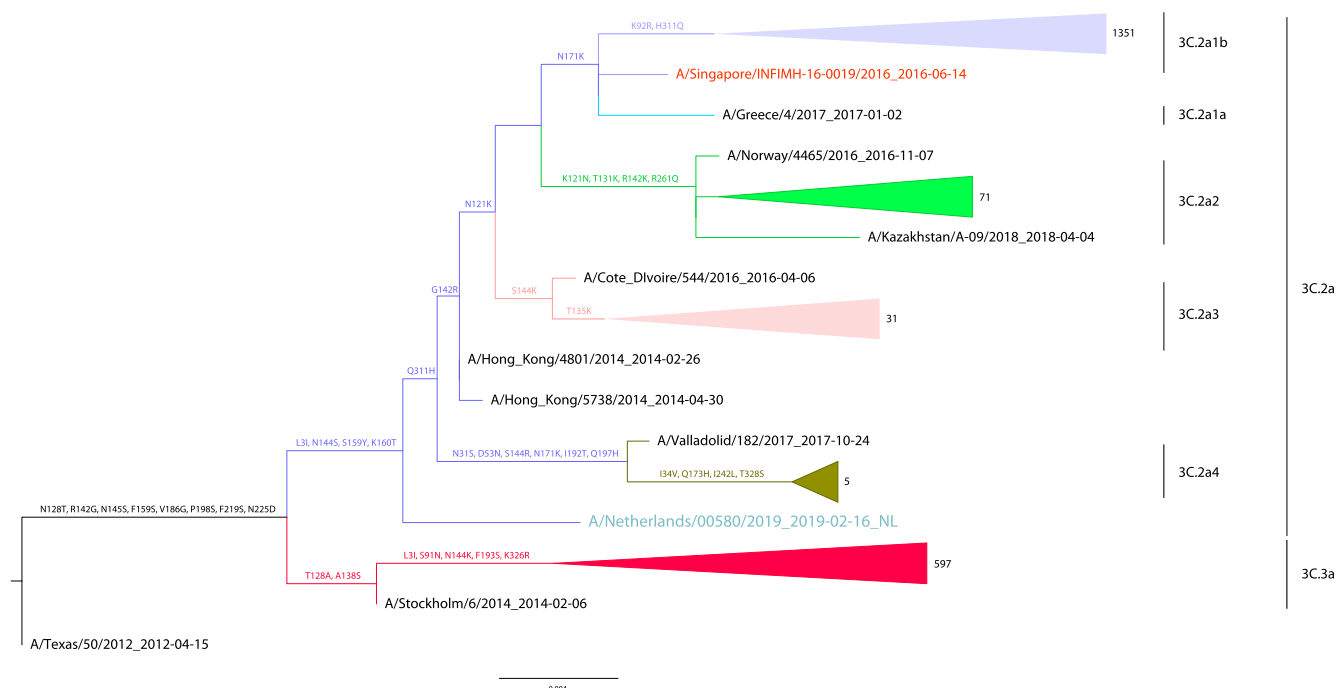 K92R, H311Q
1351
3C.2a1b
N171K
A/Singapore/INFIMH-16-0019/2016_2016-06-14
A/Greece/4/2017_2017-01-02
3C.2a1a
A/Norway/4465/2016_2016-11-07
K121N, T131K, R142K, R261Q
71
3C.2a2
N121K
A/Kazakhstan/A-09/2018_2018-04-04
A/Cote_DIvoire/544/2016_2016-04-06
S144K
G142R
3C.2a
T135K
31
3C.2a3
A/Hong_Kong/4801/2014_2014-02-26
Q311H
A/Hong_Kong/5738/2014_2014-04-30
L3I, N144S, S159Y, K160T
A/Valladolid/182/2017_2017-10-24
N31S, D53N, S144R, N171K, I192T, Q197H
I34V, Q173H, I242L, T328S
5
3C.2a4
N128T, R142G, N145S, F159S, V186G, P198S, F219S, N225D
A/Netherlands/00580/2019_2019-02-16_NL
L3I, S91N, N144K, F193S, K326R
597
T128A, A138S
3C.3a
A/Stockholm/6/2014_2014-02-06
A/Texas/50/2012_2012-04-15